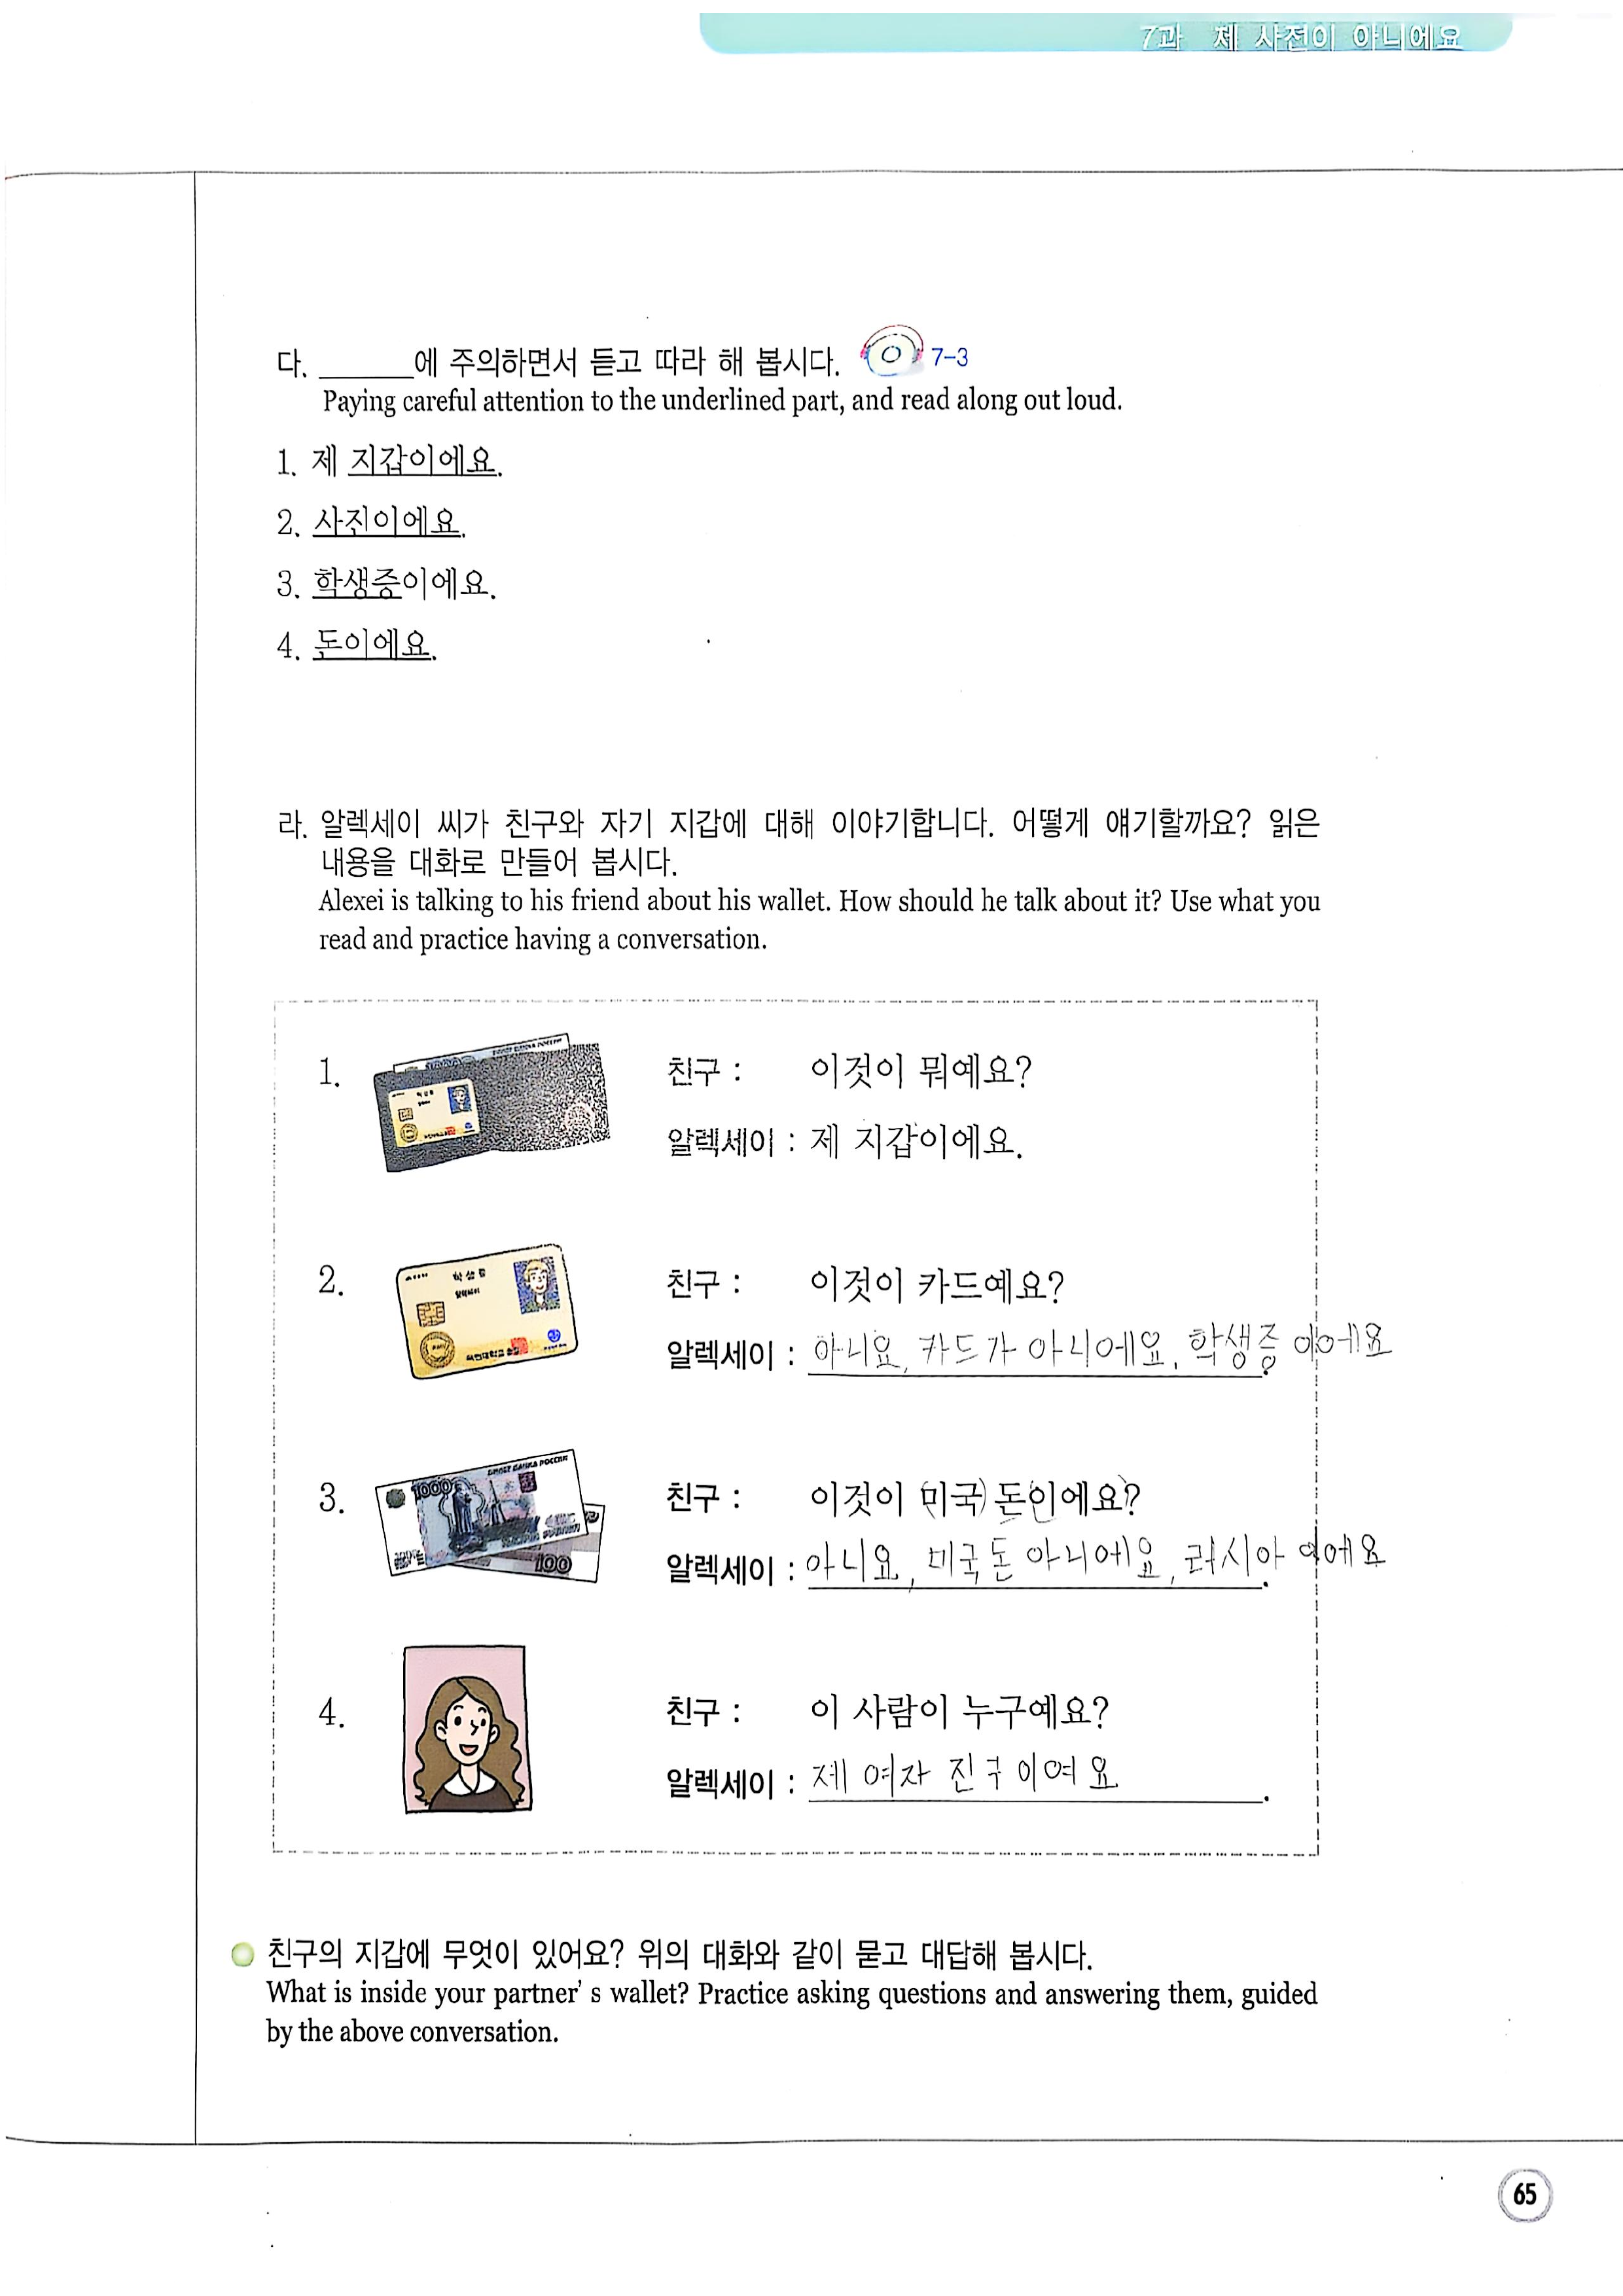 7과 제 사전이 아니에요
다. ______에 주의하면서 듣고 따라 해 봅시다. 7-3
Paying careful attention to the underlined part, and read along out loud.
1. 제 지갑이에요.
2. 사진이에요.
3. 학생증이에요.
4. 돈이에요.
라. 알렉세이 씨가 친구와 자기 지갑에 대해 이야기합니다. 어떻게 얘기할까요? 읽은
내용을 대화로 만들어 봅시다.
Alexei is talking to his friend about his wallet. How should he talk about it? Use what you
read and practice having a conversation.
1.
친구 : 이것이 뭐예요?
알렉세이 : 제 지갑이에요.
2.
학생증
알렉세이
친구 : 이것이 카드예요?
알렉세이 : 아니요, 카드가 아니에요, 학생증 이에요.
3.
1000
100
친구 : 이것이 (미국) 돈이에요?
알렉세이 : 아니요, 미국 돈 아니에요, 러시아 이에요.
4.
친구 : 이 사람이 누구예요?
알렉세이 : 제 여자 진구이여요.
친구의 지갑에 무엇이 있어요? 위의 대화와 같이 묻고 대답해 봅시다.
What is inside your partner's wallet? Practice asking questions and answering them, guided
by the above conversation.
65